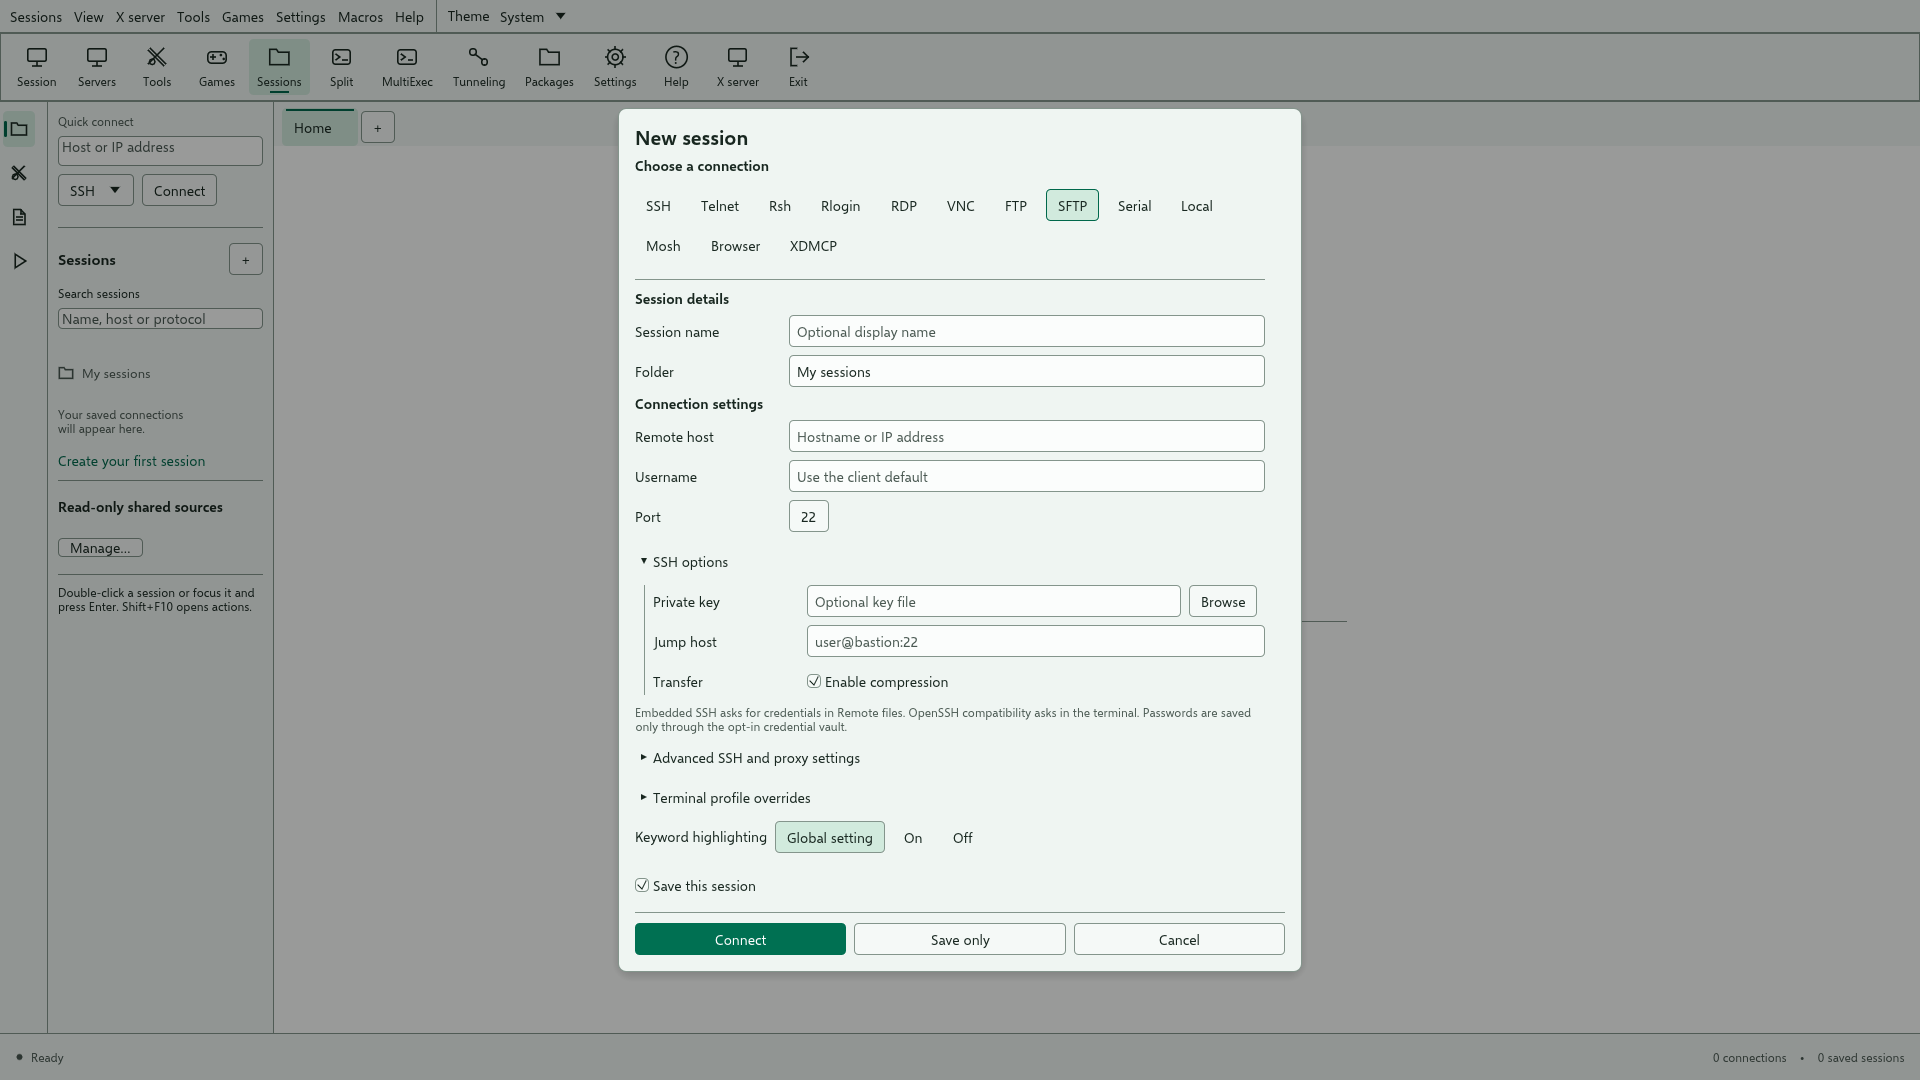 Sessions View X server Tools Games Settings Macros Help Theme System
Session Servers Tools Games Sessions Split MultiExec Tunneling Packages Settings Help X server Exit
Quick connect
Host or IP address
SSH Connect
Sessions +
Search sessions
Name, host or protocol
My sessions
Your saved connections
will appear here.
Create your first session
Read-only shared sources
Manage...
Double-click a session or focus it and
press Enter. Shift+F10 opens actions.
Home +
New session
Choose a connection
SSH Telnet Rsh Rlogin RDP VNC FTP SFTP Serial Local
Mosh Browser XDMCP
Session details
Session name Optional display name
Folder My sessions
Connection settings
Remote host Hostname or IP address
Username Use the client default
Port 22
SSH options
Private key Optional key file Browse
Jump host user@bastion:22
Transfer Enable compression
Embedded SSH asks for credentials in Remote files. OpenSSH compatibility asks in the terminal. Passwords are saved
only through the opt-in credential vault.
Advanced SSH and proxy settings
Terminal profile overrides
Keyword highlighting Global setting On Off
Save this session
Connect Save only Cancel
Ready 0 connections • 0 saved sessions